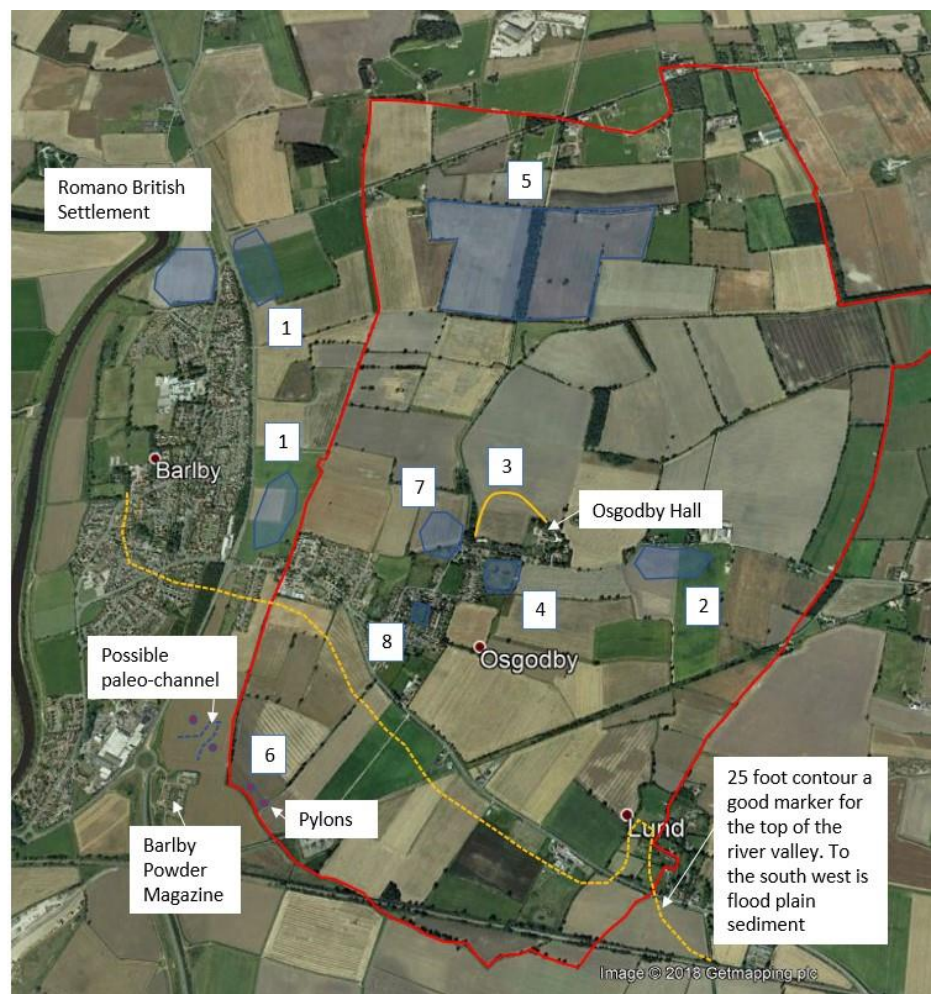 Romano British
Settlement
5
1
1
Barlby
3
7
Osgodby Hall
4
2
8
Osgodby
Possible
paleo-channel
6
Pylons
Lund
Barlby
Powder
Magazine
25 foot contour a
good marker for
the top of the
river valley. To
the south west is
flood plain
sediment
Image © 2018 Getmapping plc